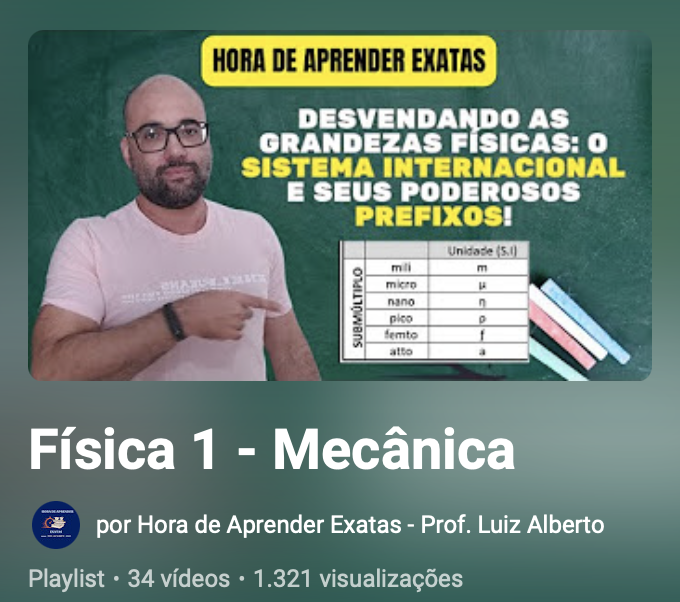 HORA DE APRENDER EXATAS
DESVENDANDO AS
GRANDEZAS FÍSICAS: O
SISTEMA INTERNACIONAL
E SEUS PODEROSOS
PREFIXOS!
SUBMÚLTIPLO
Unidade (S.I)
mili m
micro μ
nano η
pico ρ
femto f
atto a
Física 1 - Mecânica
por Hora de Aprender Exatas - Prof. Luiz Alberto
Playlist • 34 vídeos • 1.321 visualizações